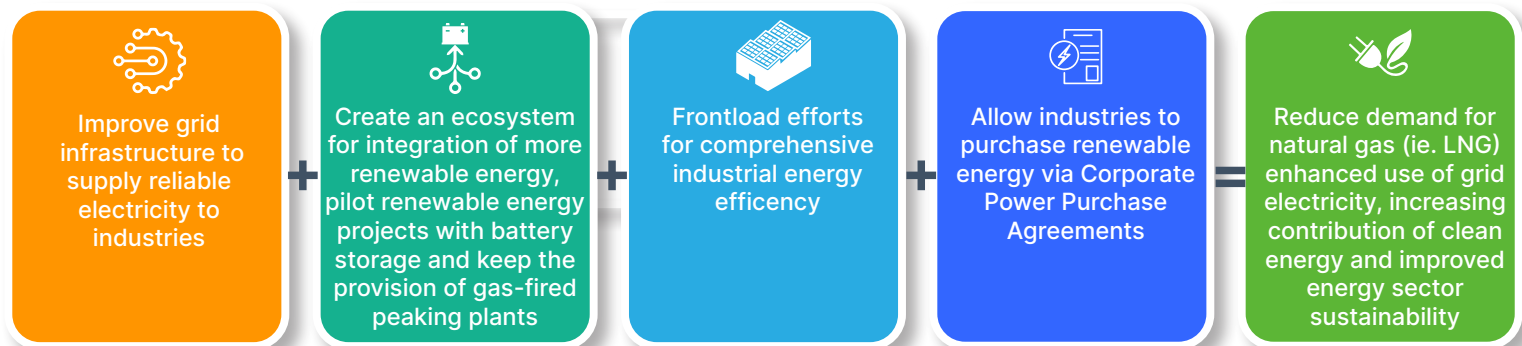 Improve grid
infrastructure to
supply reliable
electricity to
industries
+
Create an ecosystem
for integration of more
renewable energy,
pilot renewable energy
projects with battery
storage and keep the
provision of gas-fired
peaking plants
+
Frontload efforts
for comprehensive
industrial energy
efficency
+
Allow industries to
purchase renewable
energy via Corporate
Power Purchase
Agreements
=
Reduce demand for
natural gas (ie. LNG)
enhanced use of grid
electricity, increasing
contribution of clean
energy and improved
energy sector
sustainability